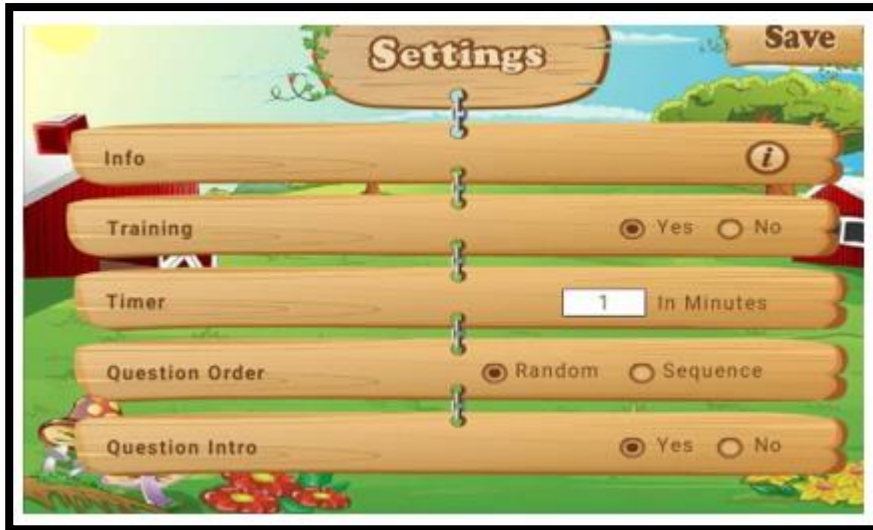 Settings
Save
Info i
Training Yes No
Timer 1 In Minutes
Question Order Random Sequence
Question Intro Yes No